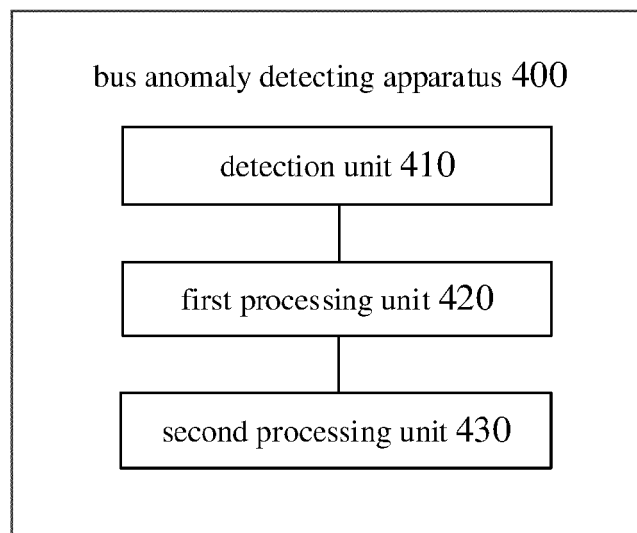 bus anomaly detecting apparatus 400
detection unit 410
first processing unit 420
second processing unit 430